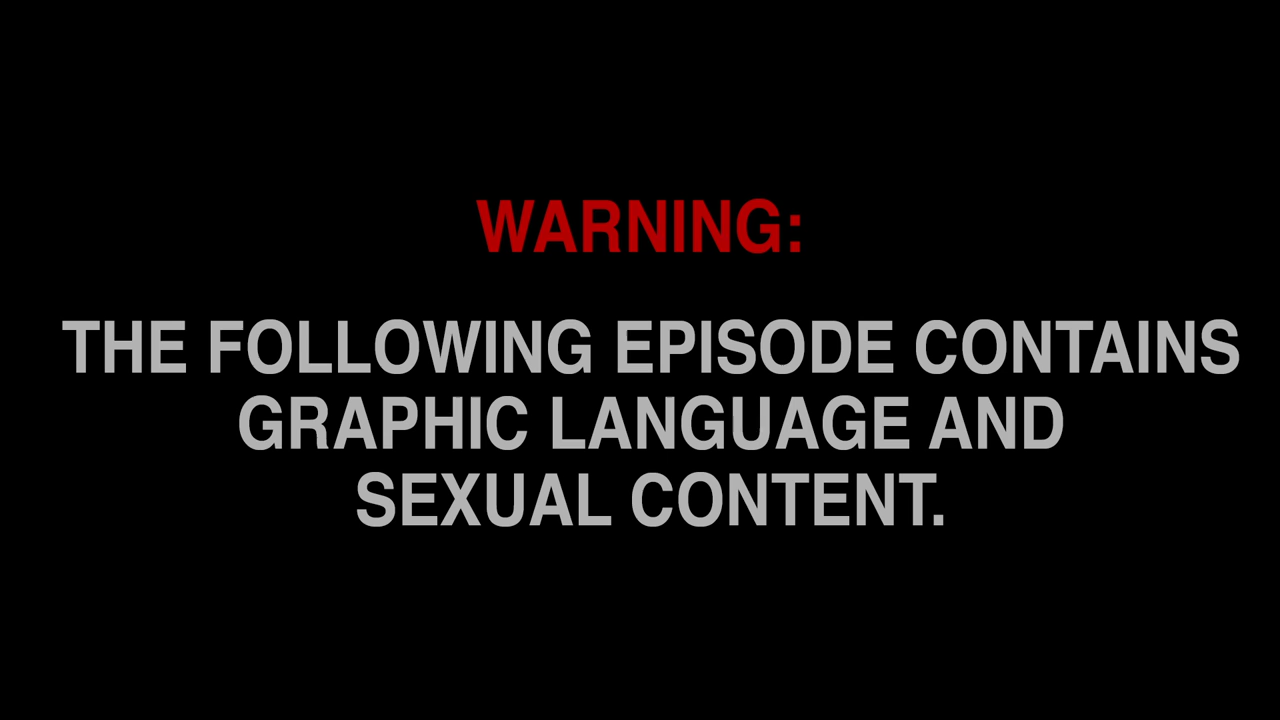 WARNING:
THE FOLLOWING EPISODE CONTAINS
GRAPHIC LANGUAGE AND
SEXUAL CONTENT.